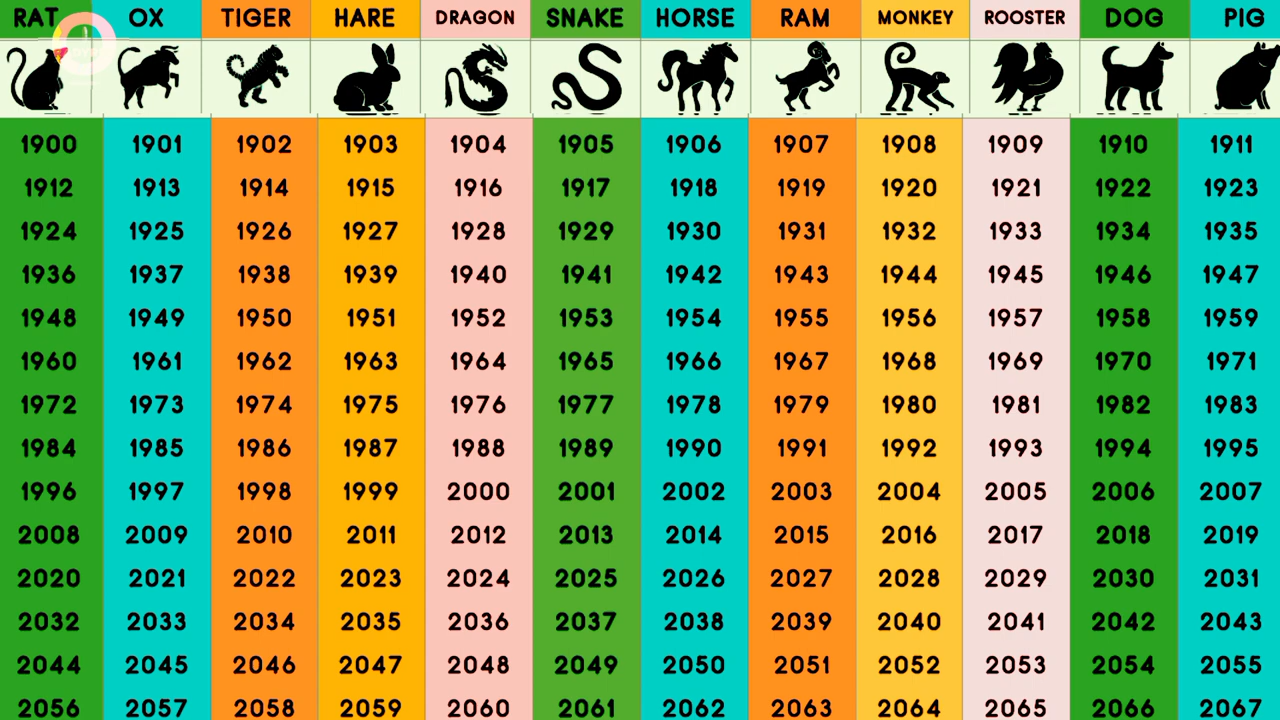 RAT OX TIGER HARE DRAGON SNAKE HORSE RAM MONKEY ROOSTER DOG PIG
1900 1901 1902 1903 1904 1905 1906 1907 1908 1909 1910 1911
1912 1913 1914 1915 1916 1917 1918 1919 1920 1921 1922 1923
1924 1925 1926 1927 1928 1929 1930 1931 1932 1933 1934 1935
1936 1937 1938 1939 1940 1941 1942 1943 1944 1945 1946 1947
1948 1949 1950 1951 1952 1953 1954 1955 1956 1957 1958 1959
1960 1961 1962 1963 1964 1965 1966 1967 1968 1969 1970 1971
1972 1973 1974 1975 1976 1977 1978 1979 1980 1981 1982 1983
1984 1985 1986 1987 1988 1989 1990 1991 1992 1993 1994 1995
1996 1997 1998 1999 2000 2001 2002 2003 2004 2005 2006 2007
2008 2009 2010 2011 2012 2013 2014 2015 2016 2017 2018 2019
2020 2021 2022 2023 2024 2025 2026 2027 2028 2029 2030 2031
2032 2033 2034 2035 2036 2037 2038 2039 2040 2041 2042 2043
2044 2045 2046 2047 2048 2049 2050 2051 2052 2053 2054 2055
2056 2057 2058 2059 2060 2061 2062 2063 2064 2065 2066 2067